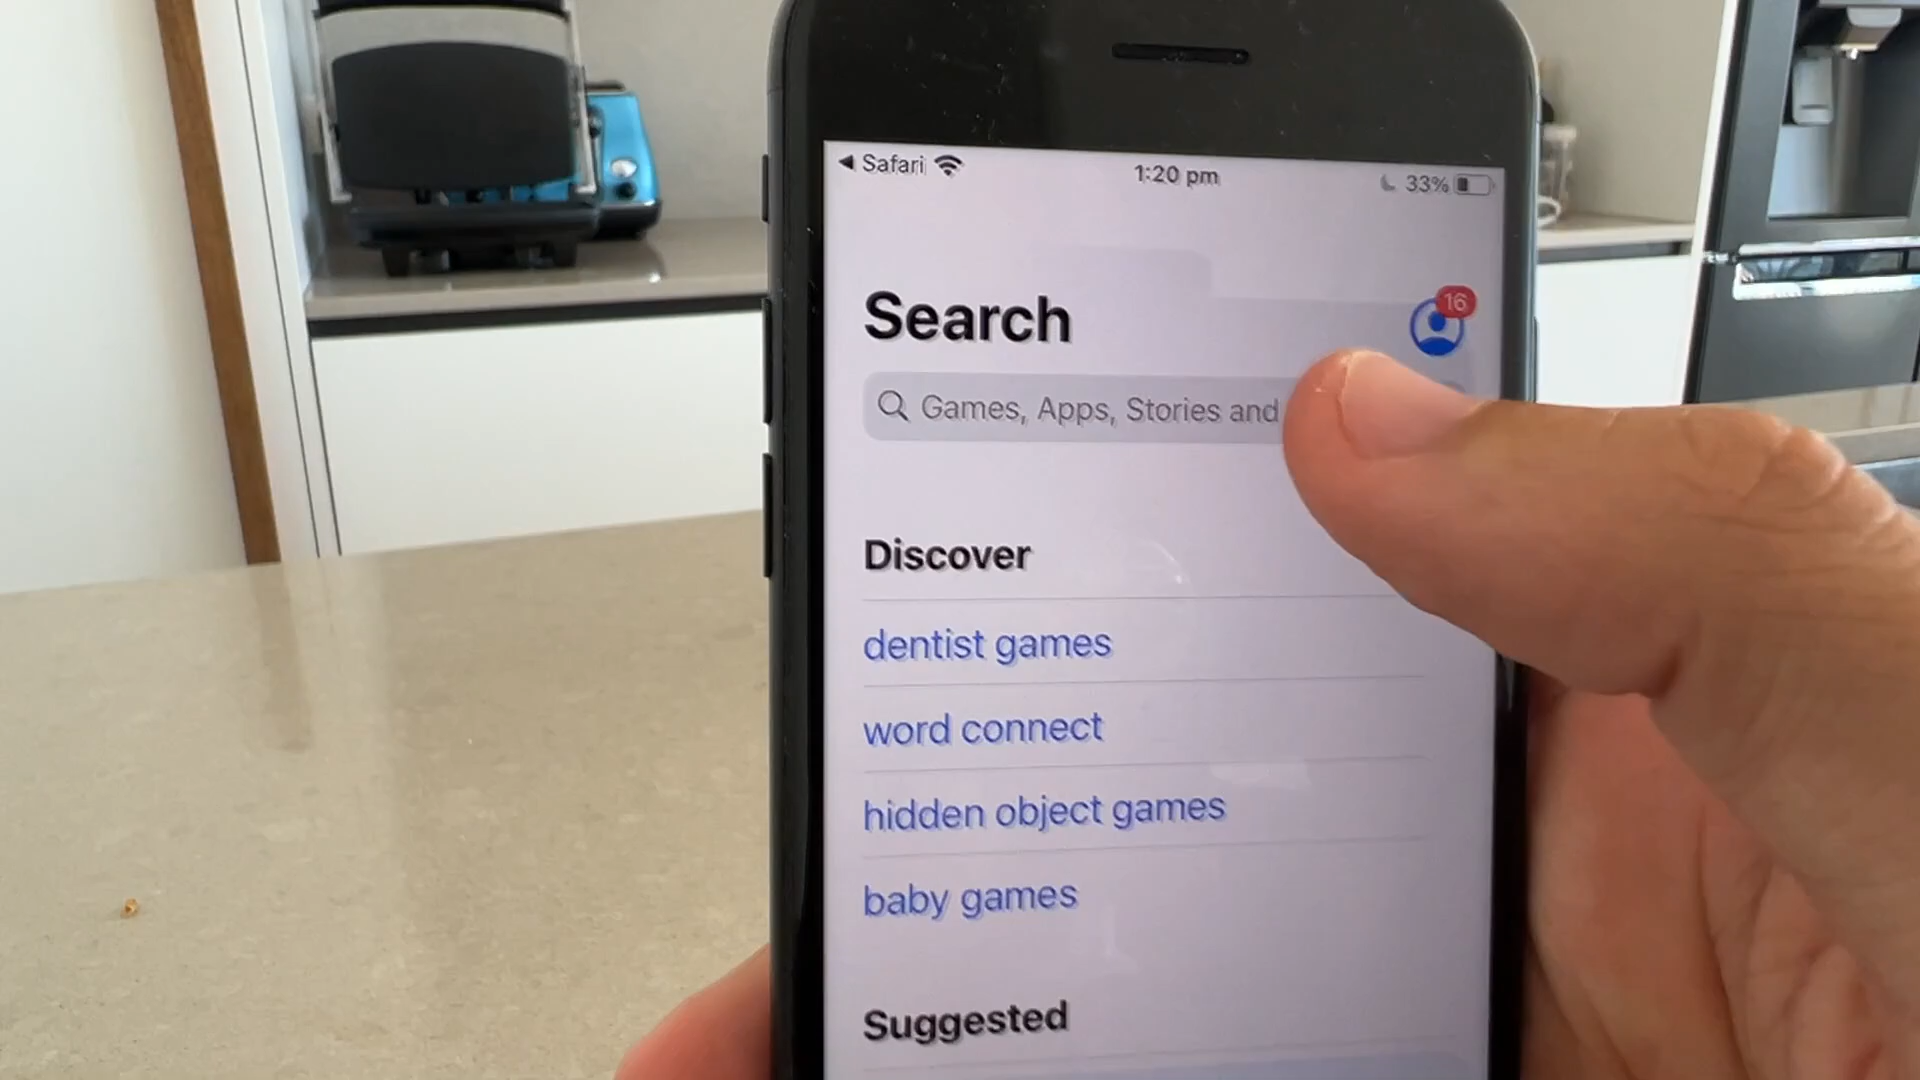 ◀ Safari
1:20 pm
33%
16
Search
Games, Apps, Stories and
Discover
dentist games
word connect
hidden object games
baby games
Suggested